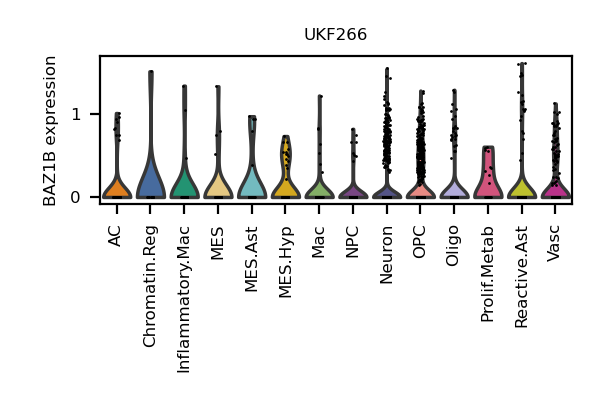 UKF266
BAZ1B expression
1
0
AC
Chromatin.Reg
Inflammatory.Mac
MES
MES.Ast
MES.Hyp
Mac
NPC
Neuron
OPC
Oligo
Prolif.Metab
Reactive.Ast
Vasc